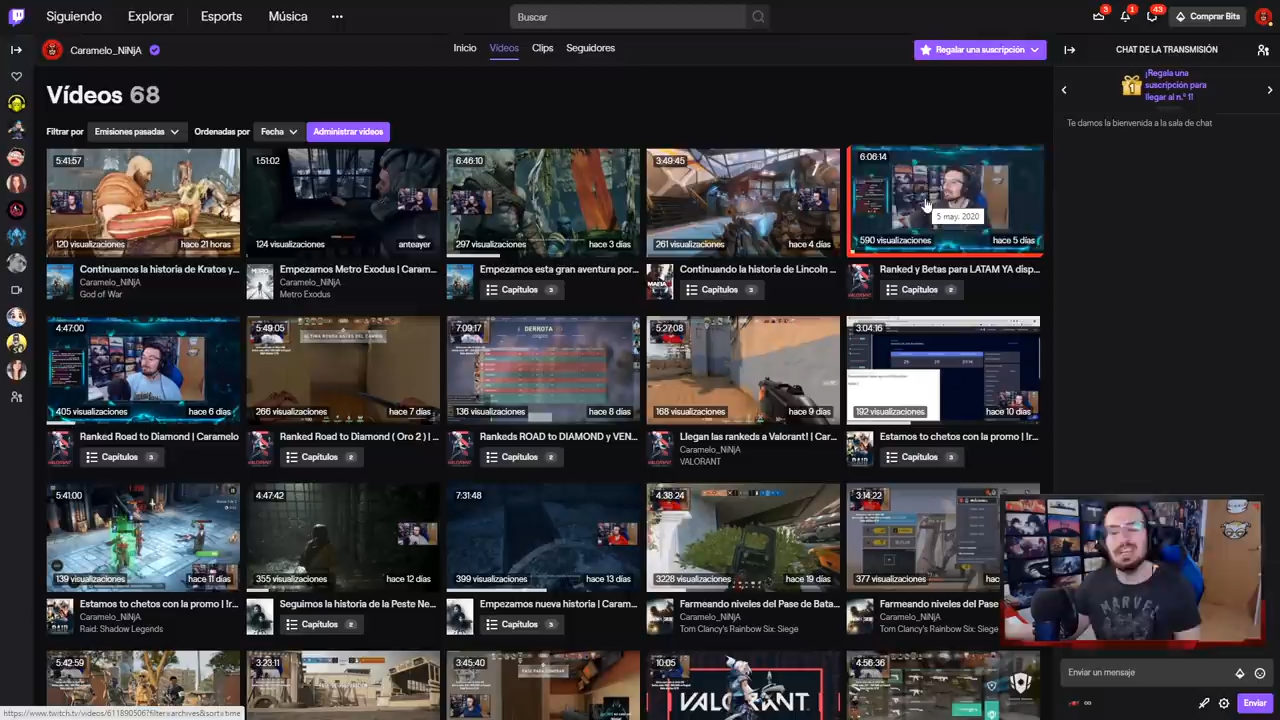 Siguiendo
Explorar
Esports
Música
Buscar
3
1
43
Comprar Bits
Caramelo_NiNjA
Inicio
Vídeos
Clips
Seguidores
Regalar una suscripción
CHAT DE LA TRANSMISIÓN
¡Regala una
suscripción para
llegar al n.º 1!
Te damos la bienvenida a la sala de chat
Vídeos 68
Filtrar por
Emisiones pasadas
Ordenadas por
Fecha
Administrar vídeos
5:41:57
120 visualizaciones
hace 21 horas
1:51:02
124 visualizaciones
anteayer
6:46:10
297 visualizaciones
hace 3 días
3:49:45
261 visualizaciones
hace 4 días
6:06:14
5 may. 2020
590 visualizaciones
hace 5 días
Continuamos la historia de Kratos y...
Caramelo_NiNjA
God of War
Empezamos Metro Exodus | Caram...
Caramelo_NiNjA
Metro Exodus
Empezamos esta gran aventura por...
Capítulos 3
Continuando la historia de Lincoln ...
Capítulos 3
Ranked y Betas para LATAM YA disp...
Capítulos 2
4:47:00
405 visualizaciones
hace 6 días
5:49:05
266 visualizaciones
hace 7 días
7:09:17
DERROTA
136 visualizaciones
hace 8 días
5:27:08
168 visualizaciones
hace 9 días
3:04:16
192 visualizaciones
hace 10 días
Ranked Road to Diamond | Caramelo
Capítulos 3
Ranked Road to Diamond ( Oro 2 ) | ...
Capítulos 2
Rankeds ROAD to DIAMOND y VEN...
Capítulos 2
Llegan las rankeds a Valorant! | Car...
Caramelo_NiNjA
VALORANT
Estamos to chetos con la promo | Ir...
Capítulos 3
5:41:00
139 visualizaciones
hace 11 días
4:47:42
355 visualizaciones
hace 12 días
7:31:48
399 visualizaciones
hace 13 días
4:38:24
3228 visualizaciones
hace 19 días
3:14:22
377 visualizaciones
Estamos to chetos con la promo | Ir...
Caramelo_NiNjA
Raid: Shadow Legends
Seguimos la historia de la Peste Ne...
Capítulos 2
Empezamos nueva historia | Caram...
Capítulos 3
Farmeando niveles del Pase de Bata...
Caramelo_NiNjA
Tom Clancy's Rainbow Six: Siege
Farmeando niveles del Pase
Caramelo_NiNjA
Tom Clancy's Rainbow Six: Siege
MARVEL
5:42:59
3:23:11
3:45:40
10:05
VALORANT
4:56:36
Enviar un mensaje
Enviar
https://www.twitch.tv/videos/611890506?filter=archives&sort=time